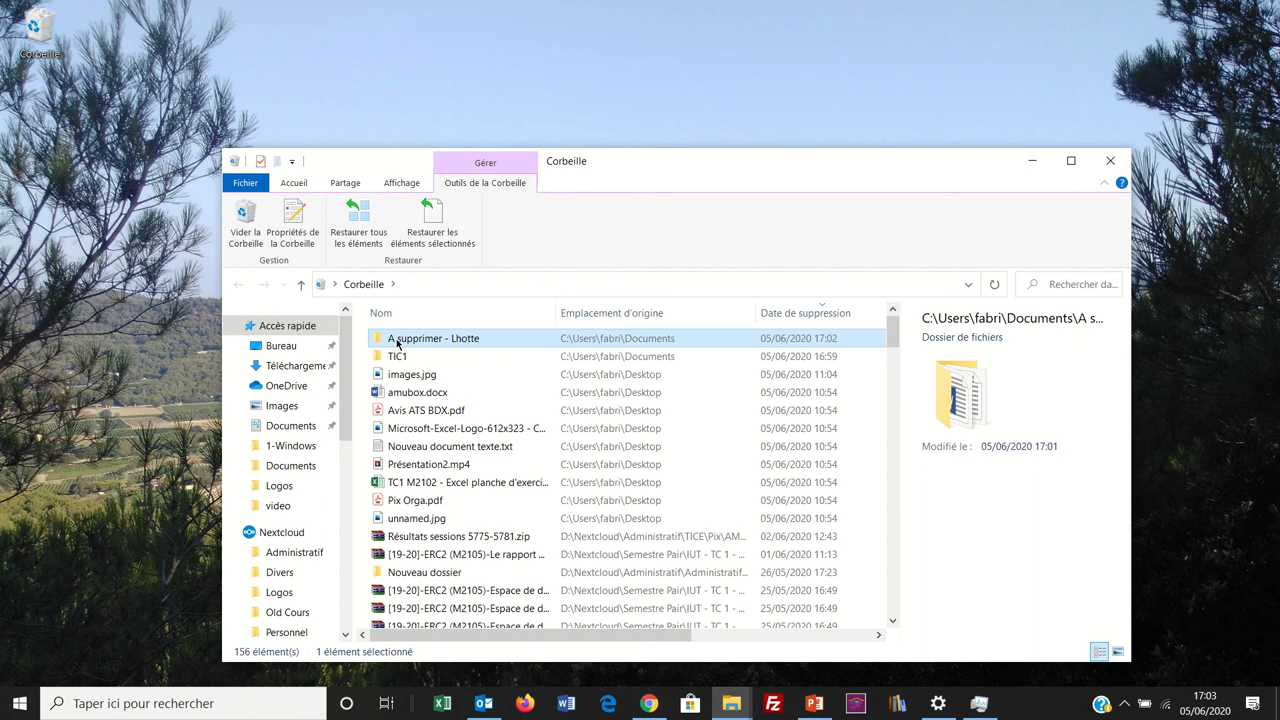 Corbeille
Gérer
Corbeille
Fichier
Accueil
Partage
Affichage
Outils de la Corbeille
Vider la Corbeille
Propriétés de la Corbeille
Restaurer tous les éléments
Restaurer les éléments sélectionnés
Gestion
Restaurer
Corbeille
Rechercher da...
Nom
Emplacement d'origine
Date de suppression
Accès rapide
Bureau
Téléchargeme
OneDrive
Images
Documents
1-Windows
Documents
Logos
video
Nextcloud
Administratif
Divers
Logos
Old Cours
Personnel
A supprimer - Lhotte C:\Users\fabri\Documents 05/06/2020 17:02
TIC1 C:\Users\fabri\Documents 05/06/2020 16:59
images.jpg C:\Users\fabri\Desktop 05/06/2020 11:04
amubox.docx C:\Users\fabri\Desktop 05/06/2020 10:54
Avis ATS BDX.pdf C:\Users\fabri\Desktop 05/06/2020 10:54
Microsoft-Excel-Logo-612x323 - C... C:\Users\fabri\Desktop 05/06/2020 10:54
Nouveau document texte.txt C:\Users\fabri\Desktop 05/06/2020 10:54
Présentation2.mp4 C:\Users\fabri\Desktop 05/06/2020 10:54
TC1 M2102 - Excel planche d'exerci... C:\Users\fabri\Desktop 05/06/2020 10:54
Pix Orga.pdf C:\Users\fabri\Desktop 05/06/2020 10:54
unnamed.jpg C:\Users\fabri\Desktop 05/06/2020 10:54
Résultats sessions 5775-5781.zip D:\Nextcloud\Administratif\TICE\Pix\AM... 02/06/2020 12:43
[19-20]-ERC2 (M2105)-Le rapport ... D:\Nextcloud\Semestre Pair\IUT - TC 1 - ... 01/06/2020 11:13
Nouveau dossier D:\Nextcloud\Administratif\Administratif... 26/05/2020 17:23
[19-20]-ERC2 (M2105)-Espace de d... D:\Nextcloud\Semestre Pair\IUT - TC 1 - ... 25/05/2020 16:49
[19-20]-ERC2 (M2105)-Espace de d... D:\Nextcloud\Semestre Pair\IUT - TC 1 - ... 25/05/2020 16:49
[19-20]-ERC2 (M2105)-Espace de d... D:\Nextcloud\Semestre Pair\IUT - TC 1 - ... 25/05/2020 16:49
C:\Users\fabri\Documents\A s...
Dossier de fichiers
Modifié le : 05/06/2020 17:01
156 élément(s) 1 élément sélectionné
Taper ici pour rechercher
17:03
05/06/2020